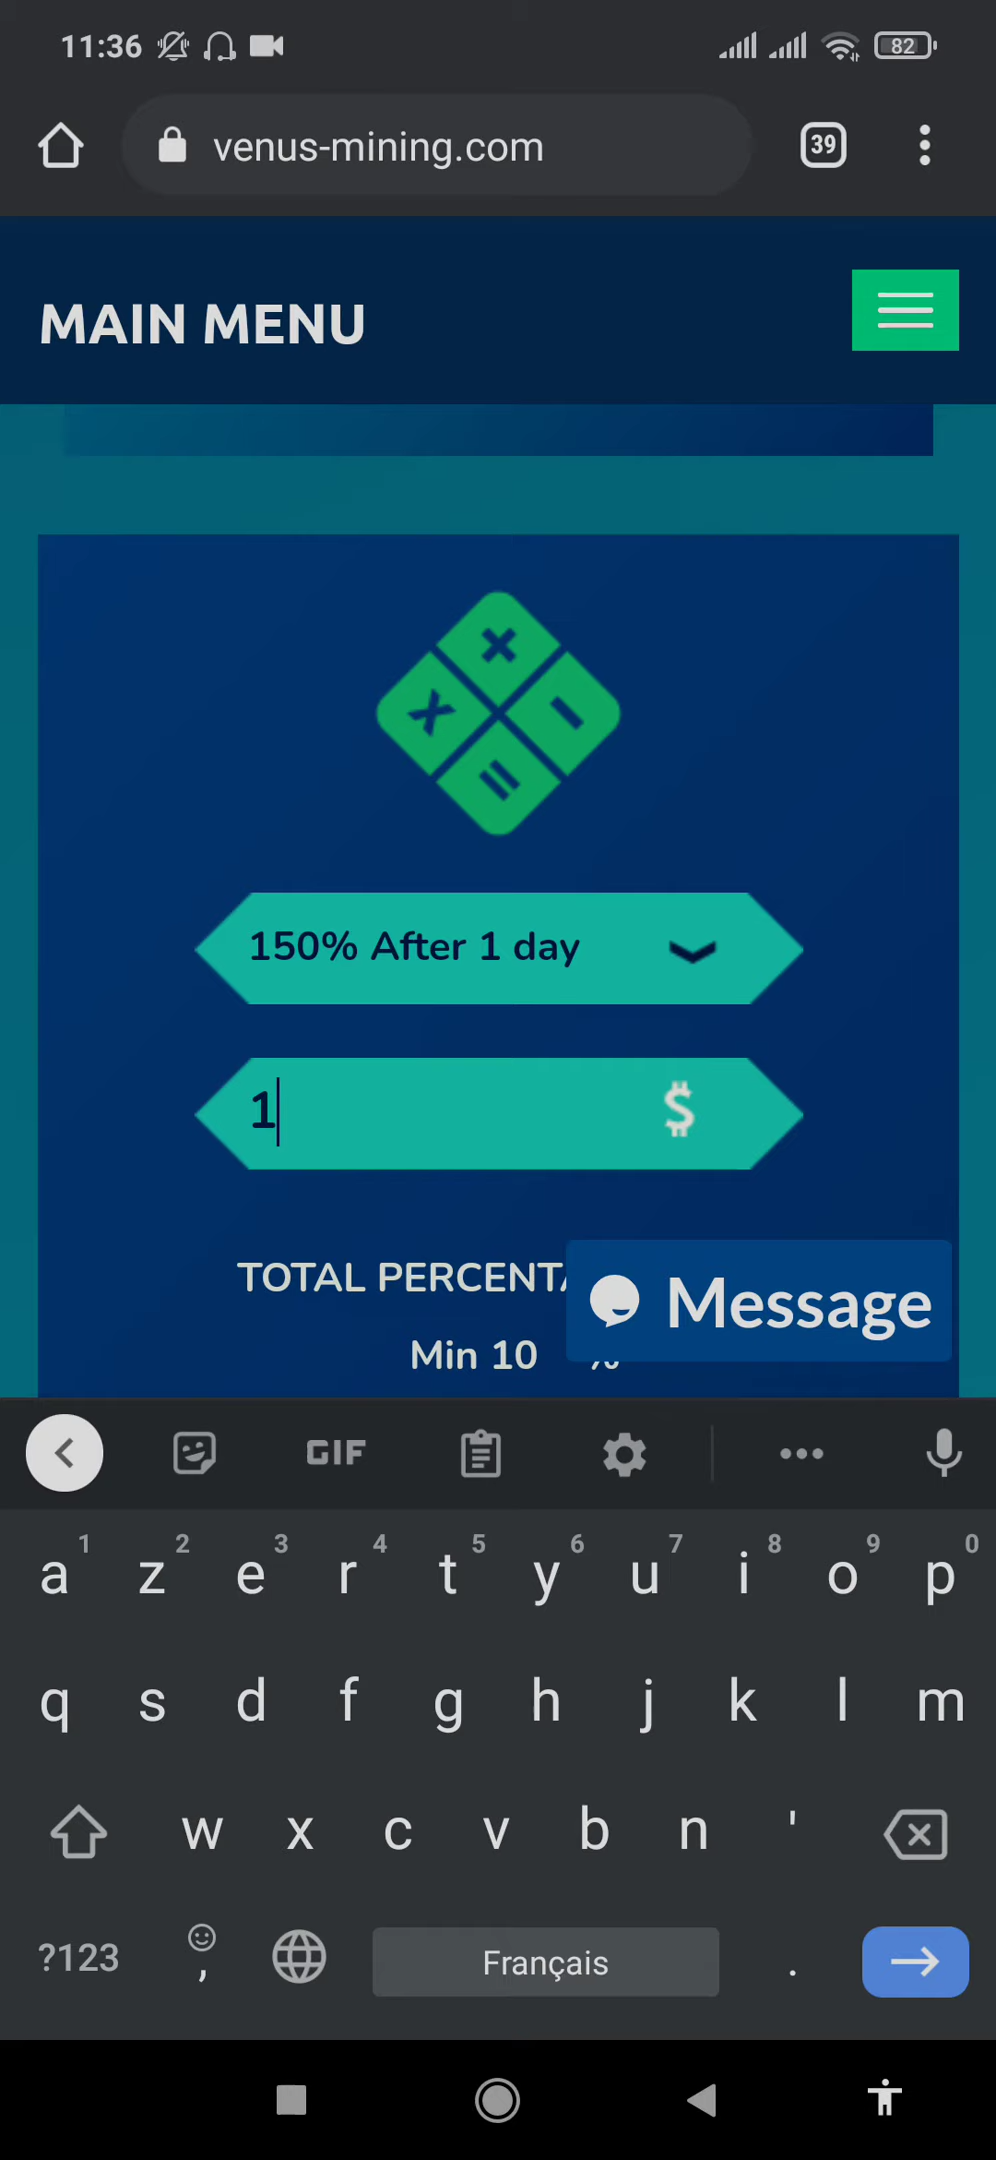 11:36 82
venus-mining.com 39
MAIN MENU
150% After 1 day
1 $
TOTAL
Message
Min 10 %
GIF
a 1 z 2 e 3 r 4 t 5 y 6 u 7 i 8 o 9 p 0
q s d f g h j k l m
w x c v b n '
?123 , Français .